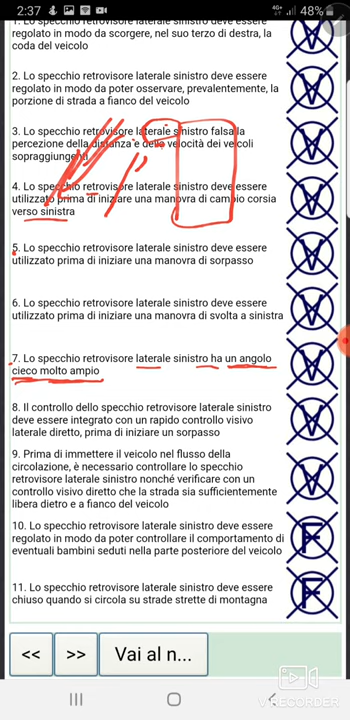 2:37
4G+
48%
1. Lo specchio retrovisore laterale sinistro deve essere
regolato in modo da scorgere, nel suo terzo di destra, la
coda del veicolo
2. Lo specchio retrovisore laterale sinistro deve essere
regolato in modo da poter osservare, prevalentemente, la
porzione di strada a fianco del veicolo
3. Lo specchio retrovisore laterale sinistro falsa la
percezione della distanza e della velocità dei veicoli
sopraggiungenti
4. Lo specchio retrovisore laterale sinistro deve essere
utilizzato prima di iniziare una manovra di cambio corsia
verso sinistra
5. Lo specchio retrovisore laterale sinistro deve essere
utilizzato prima di iniziare una manovra di sorpasso
6. Lo specchio retrovisore laterale sinistro deve essere
utilizzato prima di iniziare una manovra di svolta a sinistra
7. Lo specchio retrovisore laterale sinistro ha un angolo
cieco molto ampio
8. Il controllo dello specchio retrovisore laterale sinistro
deve essere integrato con un rapido controllo visivo
laterale diretto, prima di iniziare un sorpasso
9. Prima di immettere il veicolo nel flusso della
circolazione, è necessario controllare lo specchio
retrovisore laterale sinistro nonché verificare con un
controllo visivo diretto che la strada sia sufficientemente
libera dietro e a fianco del veicolo
10. Lo specchio retrovisore laterale sinistro deve essere
regolato in modo da poter controllare il comportamento di
eventuali bambini seduti nella parte posteriore del veicolo
11. Lo specchio retrovisore laterale sinistro deve essere
chiuso quando si circola su strade strette di montagna
V
V
V
V
V
V
V
V
V
F
F
<< >> Vai al n...
V RECORDER